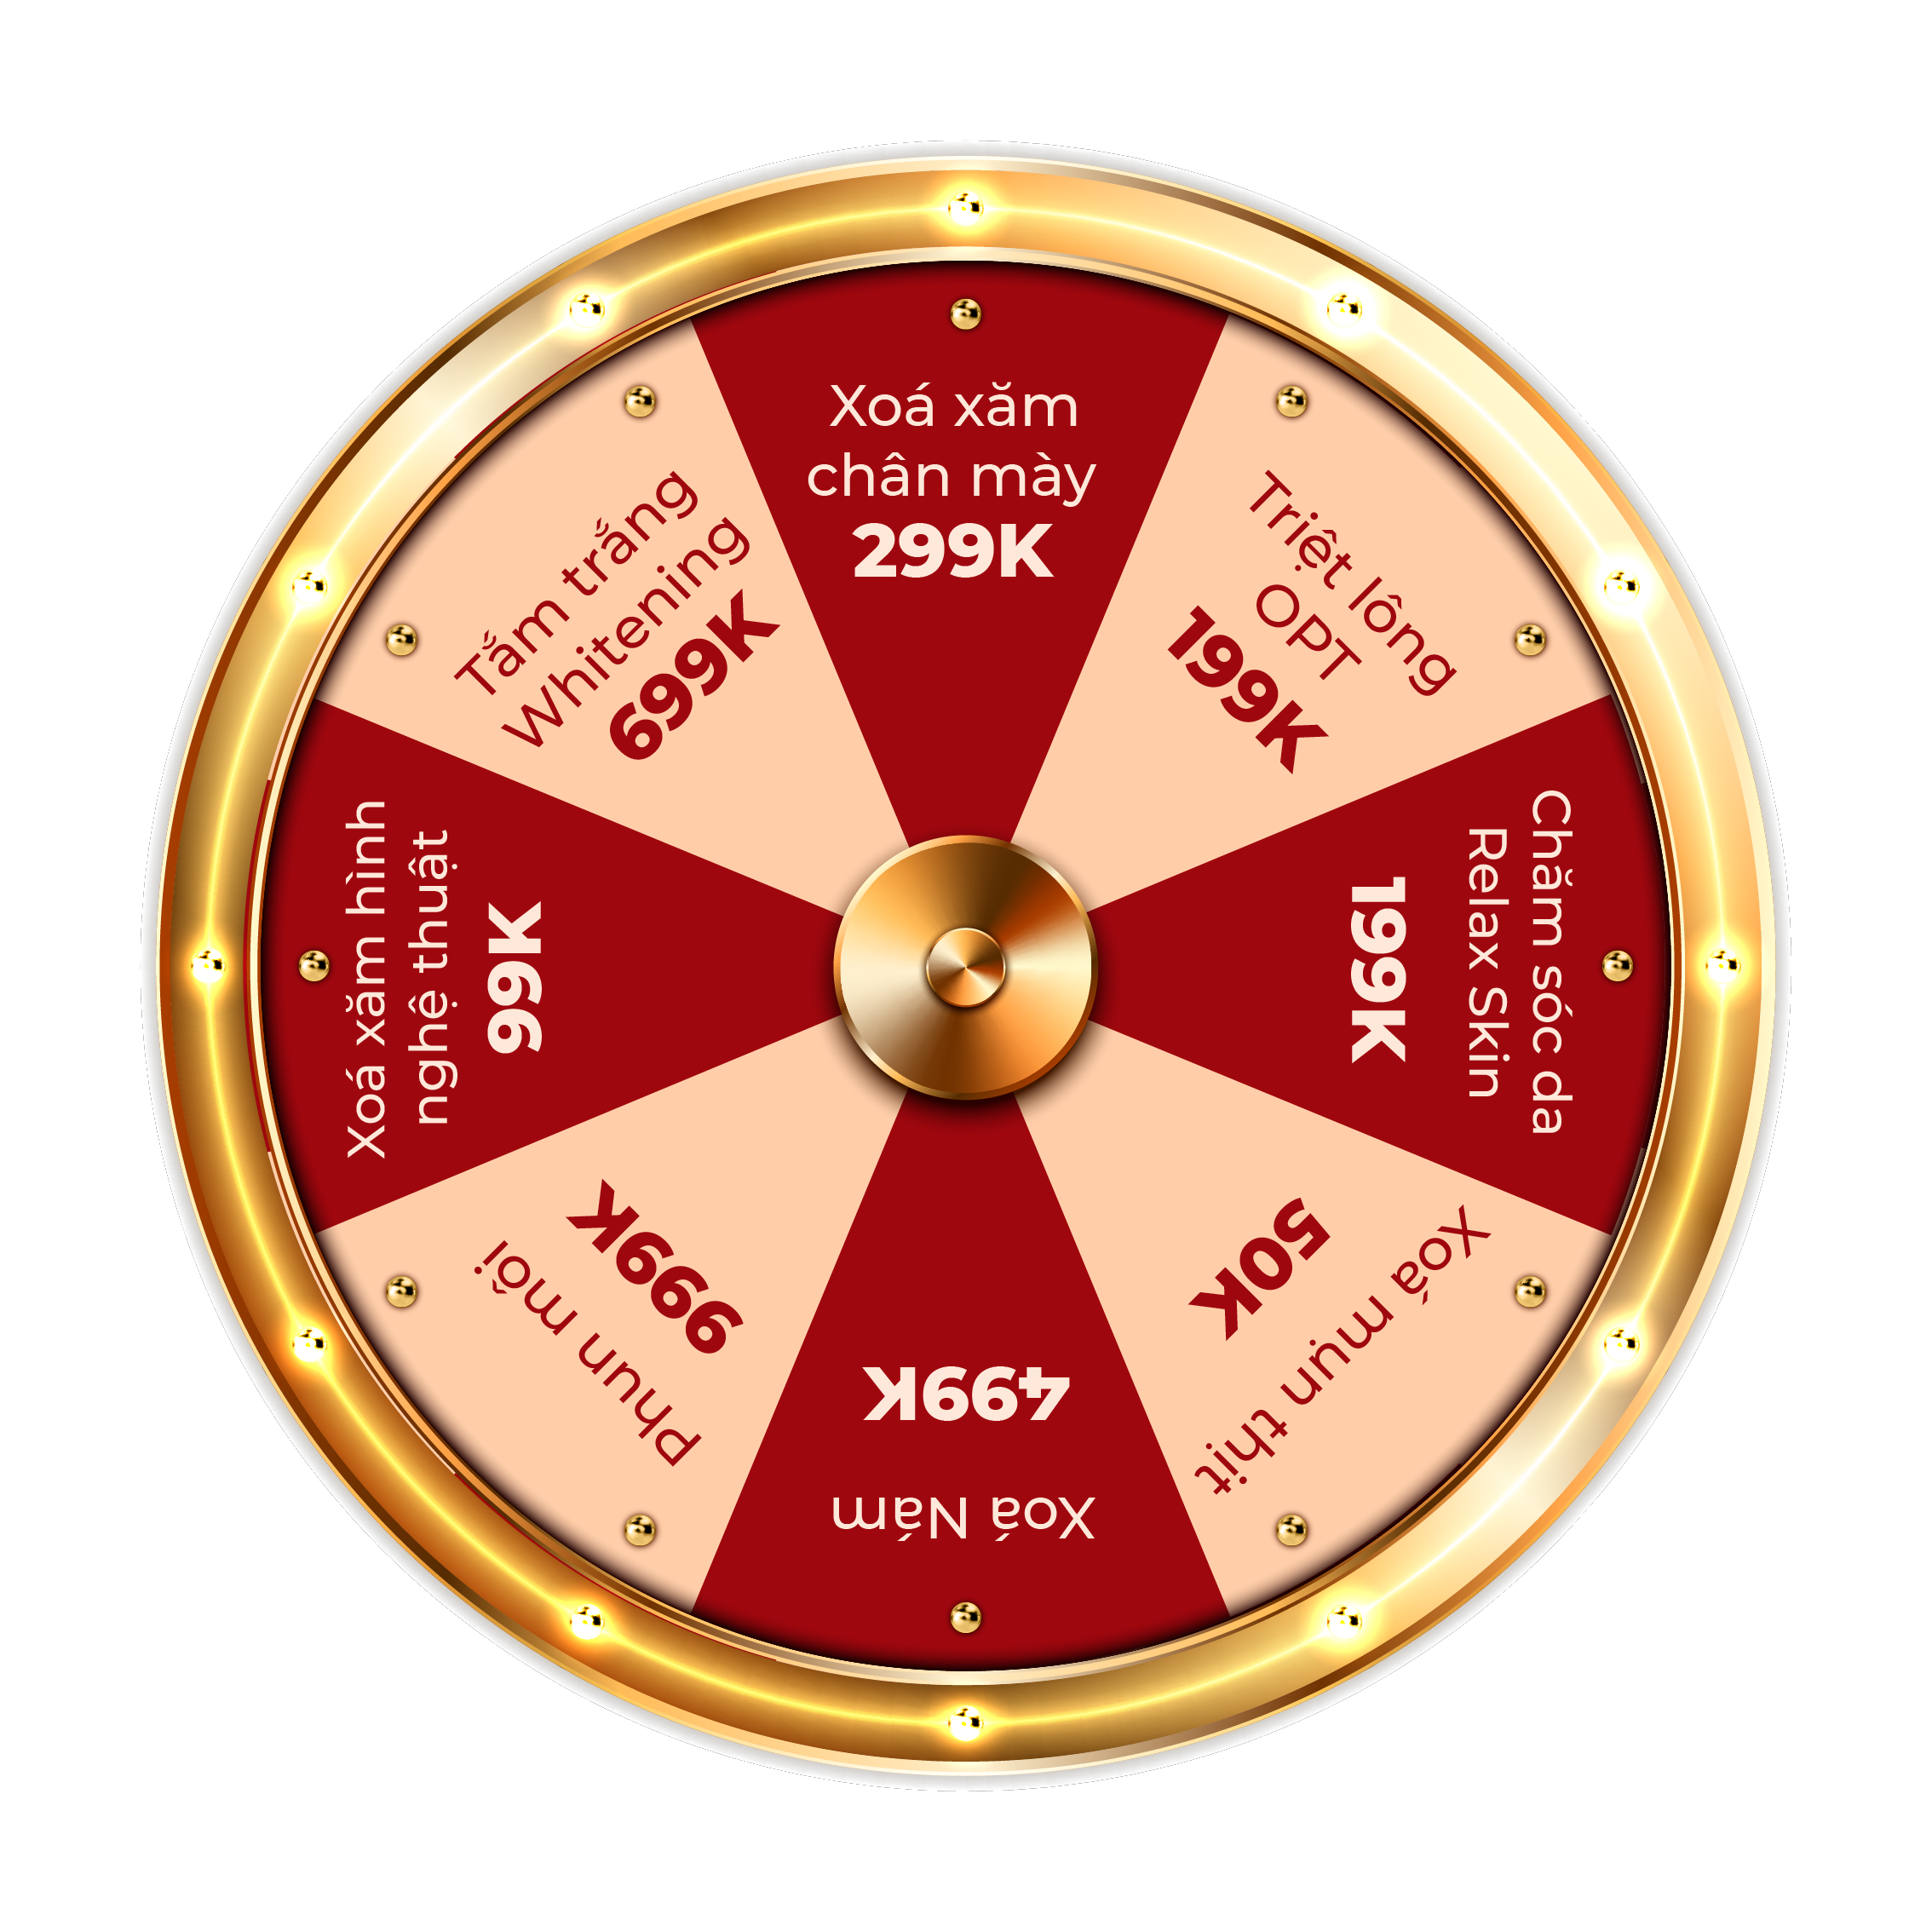 Xoá xăm
chân mày
299K
Triệt lông
OPT
199K
Chăm sóc da
Relax Skin
199K
Xoá mụn thịt
50K
Xoá Nám
499K
Phun môi
999K
Xoá xăm hình
nghệ thuật
99K
Tắm trắng
Whitening
699K